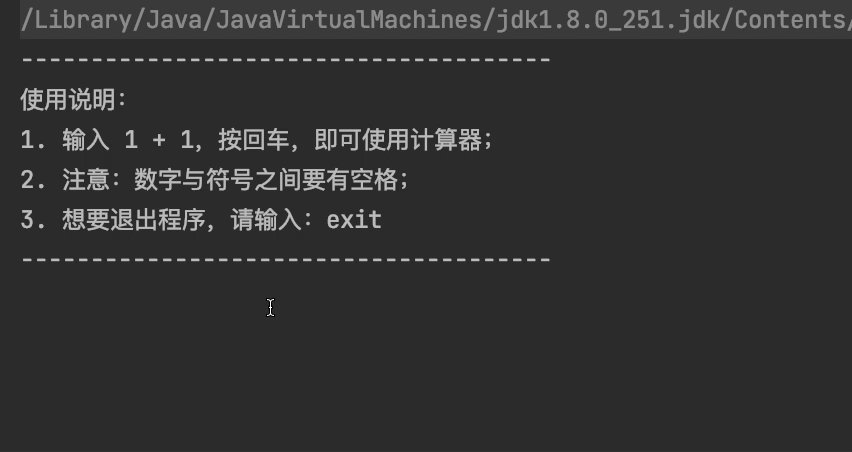 /Library/Java/JavaVirtualMachines/jdk1.8.0_251.jdk/Contents/
--------------------------------------
使用说明：
1. 输入 1 + 1，按回车，即可使用计算器；
2. 注意：数字与符号之间要有空格；
3. 想要退出程序，请输入：exit
--------------------------------------